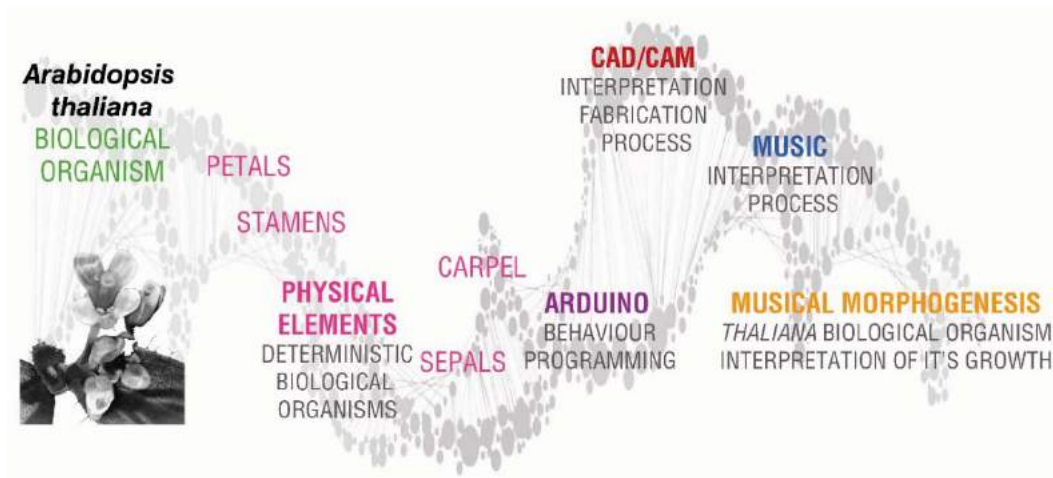 Arabidopsis
thaliana
BIOLOGICAL
ORGANISM
PETALS
STAMENS
PHYSICAL
ELEMENTS
DETERMINISTIC
BIOLOGICAL
ORGANISMS
CARPEL
SEPALS
CAD/CAM
INTERPRETATION
FABRICATION
PROCESS
ARDUINO
BEHAVIOUR
PROGRAMMING
MUSIC
INTERPRETATION
PROCESS
MUSICAL MORPHOGENESIS
THALIANA BIOLOGICAL ORGANISM
INTERPRETATION OF IT'S GROWTH